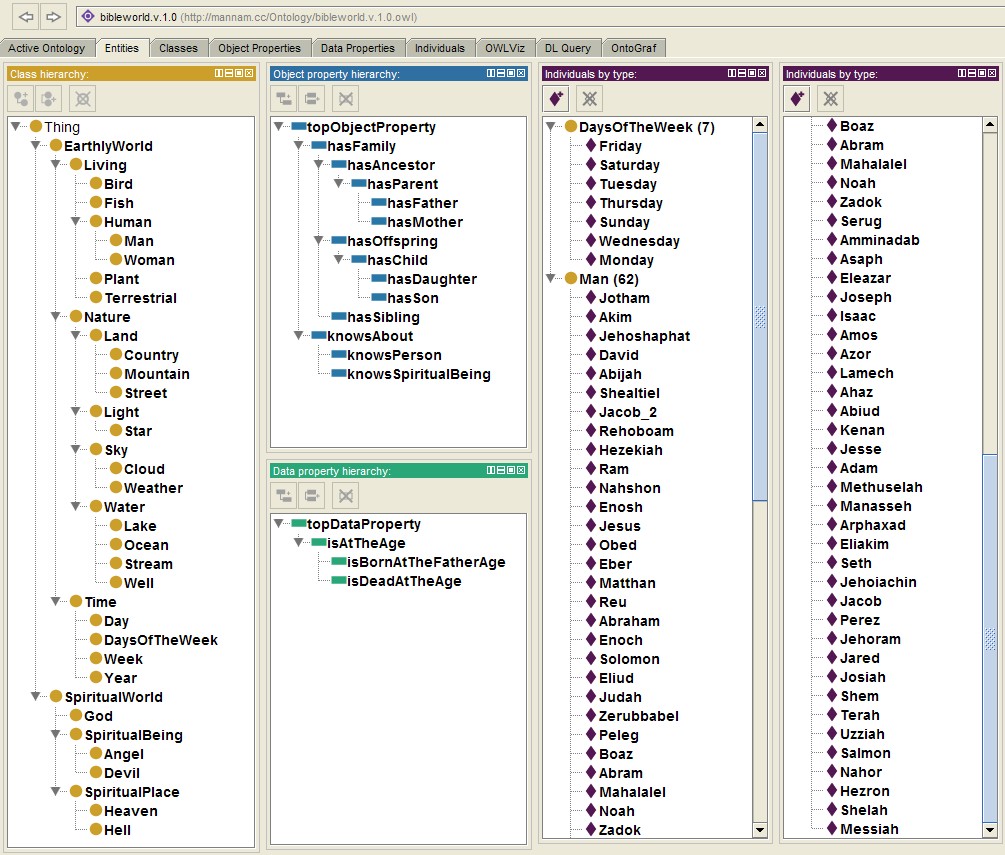 bibleworld.v.1.0 (http://mannam.cc/Ontology/bibleworld.v.1.0.owl)
Active Ontology
Entities
Classes
Object Properties
Data Properties
Individuals
OWLViz
DL Query
OntoGraf
Class hierarchy:
Thing
EarthlyWorld
Living
Bird
Fish
Human
Man
Woman
Plant
Terrestrial
Nature
Land
Country
Mountain
Street
Light
Star
Sky
Cloud
Weather
Water
Lake
Ocean
Stream
Well
Time
Day
DaysOfTheWeek
Week
Year
SpiritualWorld
God
SpiritualBeing
Angel
Devil
SpiritualPlace
Heaven
Hell
Object property hierarchy:
topObjectProperty
hasFamily
hasAncestor
hasParent
hasFather
hasMother
hasOffspring
hasChild
hasDaughter
hasSon
hasSibling
knowsAbout
knowsPerson
knowsSpiritualBeing
Data property hierarchy:
topDataProperty
isAtTheAge
isBornAtTheFatherAge
isDeadAtTheAge
Individuals by type:
DaysOfTheWeek (7)
Friday
Saturday
Tuesday
Thursday
Sunday
Wednesday
Monday
Man (62)
Jotham
Akim
Jehoshaphat
David
Abijah
Shealtiel
Jacob_2
Rehoboam
Hezekiah
Ram
Nahshon
Enosh
Jesus
Obed
Eber
Matthan
Reu
Abraham
Enoch
Solomon
Eliud
Judah
Zerubbabel
Peleg
Boaz
Abram
Mahalalel
Noah
Zadok
Individuals by type:
Boaz
Abram
Mahalalel
Noah
Zadok
Serug
Amminadab
Asaph
Eleazar
Joseph
Isaac
Amos
Azor
Lamech
Ahaz
Abiud
Kenan
Jesse
Adam
Methuselah
Manasseh
Arphaxad
Eliakim
Seth
Jehoiachin
Jacob
Perez
Jehoram
Jared
Josiah
Shem
Terah
Uzziah
Salmon
Nahor
Hezron
Shelah
Messiah